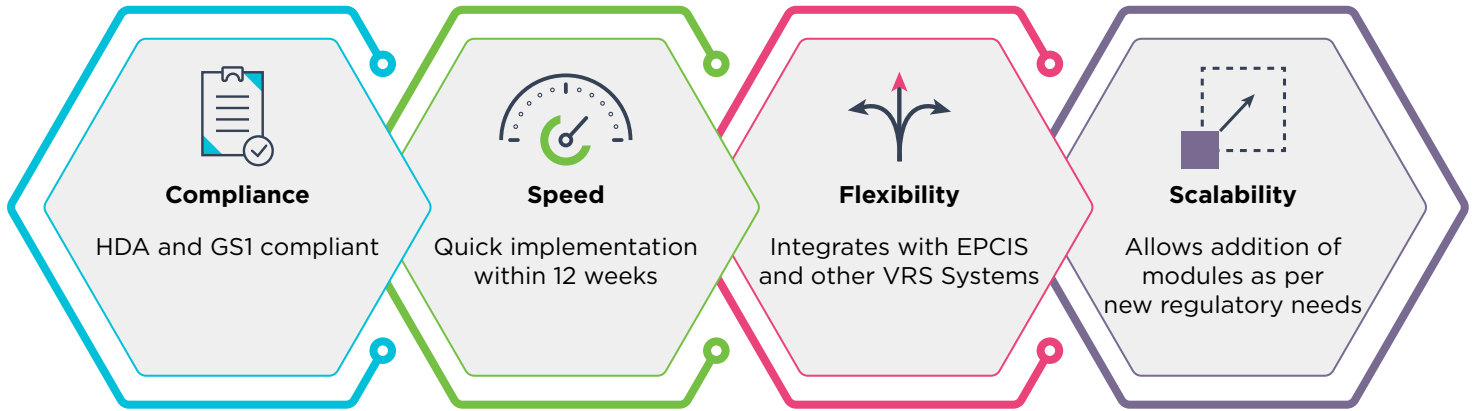 Compliance
HDA and GS1 compliant
Speed
Quick implementation
within 12 weeks
Flexibility
Integrates with EPCIS
and other VRS Systems
Scalability
Allows addition of
modules as per
new regulatory needs